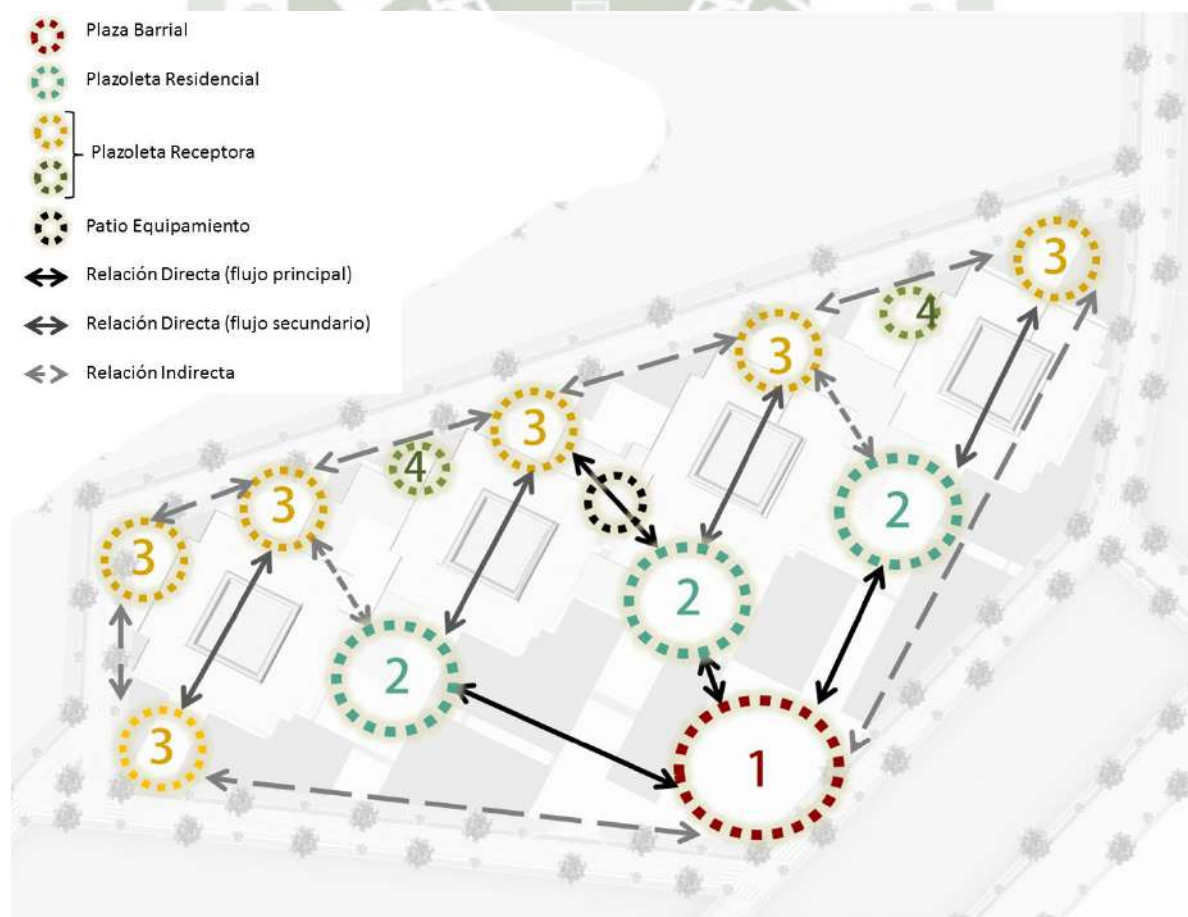 Plaza Barrial
Plazoleta Residencial
Plazoleta Receptora
Patio Equipamiento
Relación Directa (flujo principal)
Relación Directa (flujo secundario)
Relación Indirecta
3
4
3
3
4
3
2
3
2
2
3
1